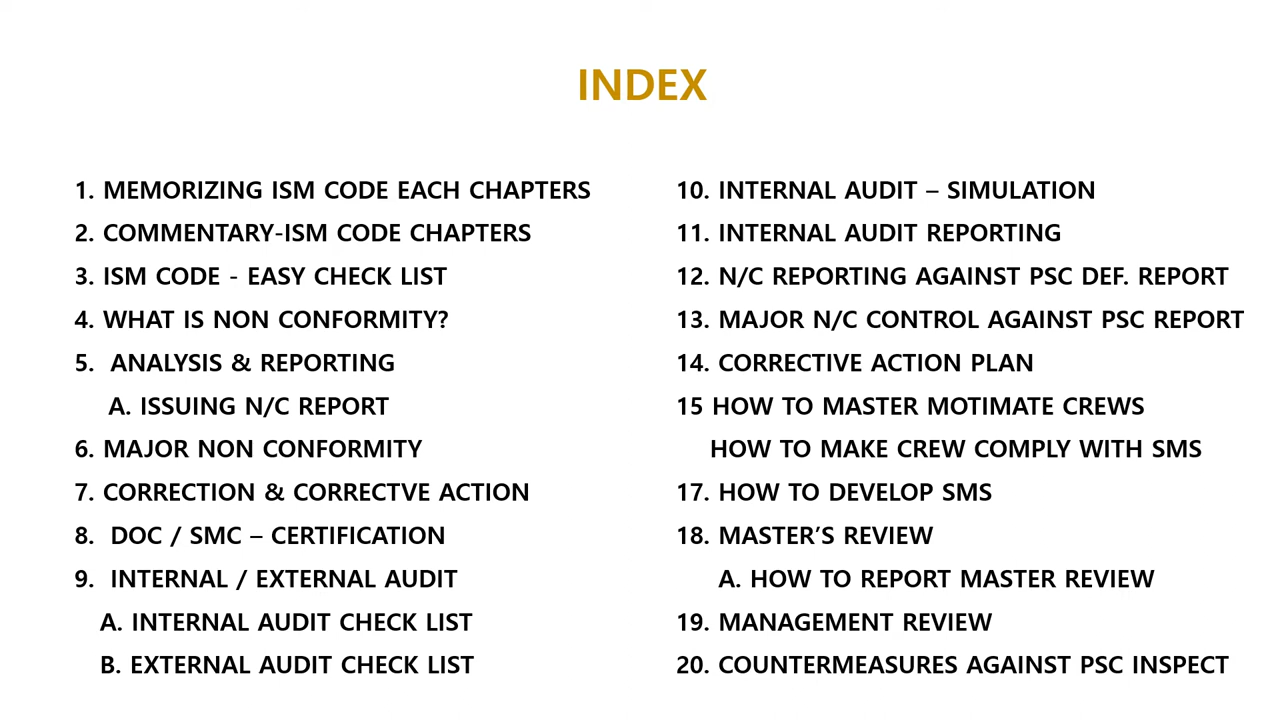 INDEX
1. MEMORIZING ISM CODE EACH CHAPTERS
2. COMMENTARY-ISM CODE CHAPTERS
3. ISM CODE - EASY CHECK LIST
4. WHAT IS NON CONFORMITY?
5. ANALYSIS & REPORTING
A. ISSUING N/C REPORT
6. MAJOR NON CONFORMITY
7. CORRECTION & CORRECTVE ACTION
8. DOC / SMC – CERTIFICATION
9. INTERNAL / EXTERNAL AUDIT
A. INTERNAL AUDIT CHECK LIST
B. EXTERNAL AUDIT CHECK LIST
10. INTERNAL AUDIT – SIMULATION
11. INTERNAL AUDIT REPORTING
12. N/C REPORTING AGAINST PSC DEF. REPORT
13. MAJOR N/C CONTROL AGAINST PSC REPORT
14. CORRECTIVE ACTION PLAN
15 HOW TO MASTER MOTIMATE CREWS
HOW TO MAKE CREW COMPLY WITH SMS
17. HOW TO DEVELOP SMS
18. MASTER’S REVIEW
A. HOW TO REPORT MASTER REVIEW
19. MANAGEMENT REVIEW
20. COUNTERMEASURES AGAINST PSC INSPECT